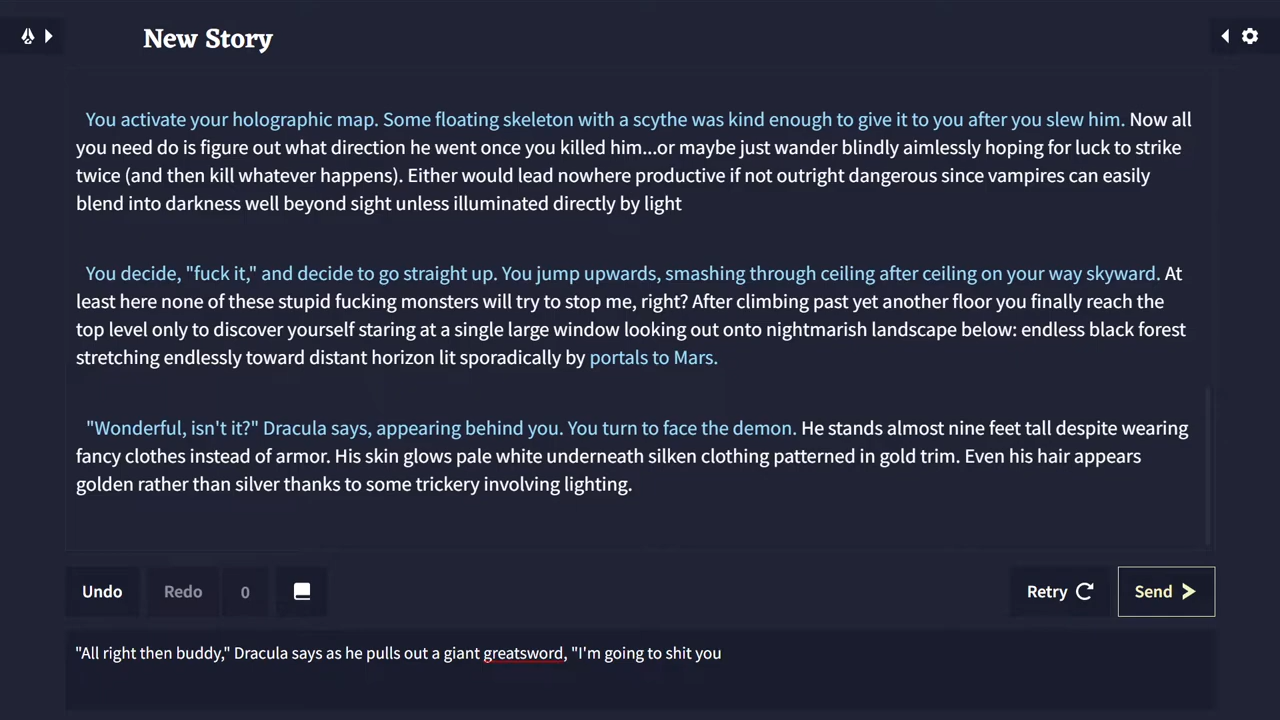 New Story
You activate your holographic map. Some floating skeleton with a scythe was kind enough to give it to you after you slew him. Now all
you need do is figure out what direction he went once you killed him...or maybe just wander blindly aimlessly hoping for luck to strike
twice (and then kill whatever happens). Either would lead nowhere productive if not outright dangerous since vampires can easily
blend into darkness well beyond sight unless illuminated directly by light
You decide, "fuck it," and decide to go straight up. You jump upwards, smashing through ceiling after ceiling on your way skyward. At
least here none of these stupid fucking monsters will try to stop me, right? After climbing past yet another floor you finally reach the
top level only to discover yourself staring at a single large window looking out onto nightmarish landscape below: endless black forest
stretching endlessly toward distant horizon lit sporadically by portals to Mars.
"Wonderful, isn't it?" Dracula says, appearing behind you. You turn to face the demon. He stands almost nine feet tall despite wearing
fancy clothes instead of armor. His skin glows pale white underneath silken clothing patterned in gold trim. Even his hair appears
golden rather than silver thanks to some trickery involving lighting.
Undo Redo 0 Retry Send
"All right then buddy," Dracula says as he pulls out a giant greatsword, "I'm going to shit you